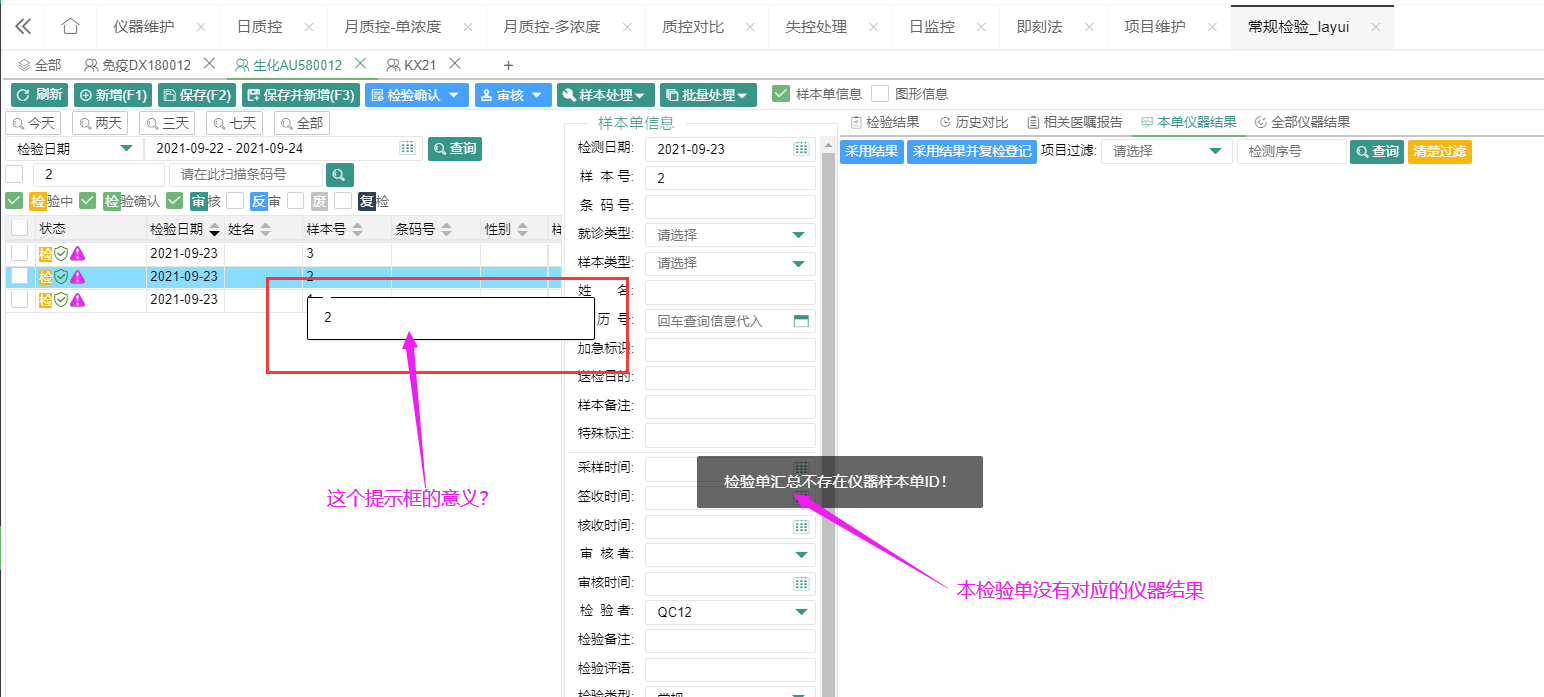 仪器维护 日质控 月质控-单浓度 月质控-多浓度 质控对比 失控处理 日监控 即刻法 项目维护 常规检验_layui
全部 免疫DX180012 生化AU580012 KX21
刷新 新增(F1) 保存(F2) 保存并新增(F3) 检验确认 审核 样本处理 批量处理 样本单信息 图形信息
今天 两天 三天 七天 全部
检验日期 2021-09-22 - 2021-09-24 查询
2 请在此扫描条码号
检验中 检验确认 审核 反审 废 复检
状态 检验日期 姓名 样本号 条码号 性别 样
检 2021-09-23 3
检 2021-09-23 2
检 2021-09-23
2
这个提示框的意义？
样本单信息
检测日期: 2021-09-23
样 本 号: 2
条 码 号:
就诊类型: 请选择
样本类型: 请选择
姓 名:
历 号: 回车查询信息代入
加急标识:
送检目的:
样本备注:
特殊标注:
采样时间:
签收时间:
核收时间:
审 核 者:
审核时间:
检 验 者: QC12
检验备注:
检验评语:
检验类型: 常规
检验结果 历史对比 相关医嘱报告 本单仪器结果 全部仪器结果
采用结果 采用结果并复检登记 项目过滤: 请选择 检测序号 查询 清楚过滤
检验单汇总不存在仪器样本单ID！
本检验单没有对应的仪器结果